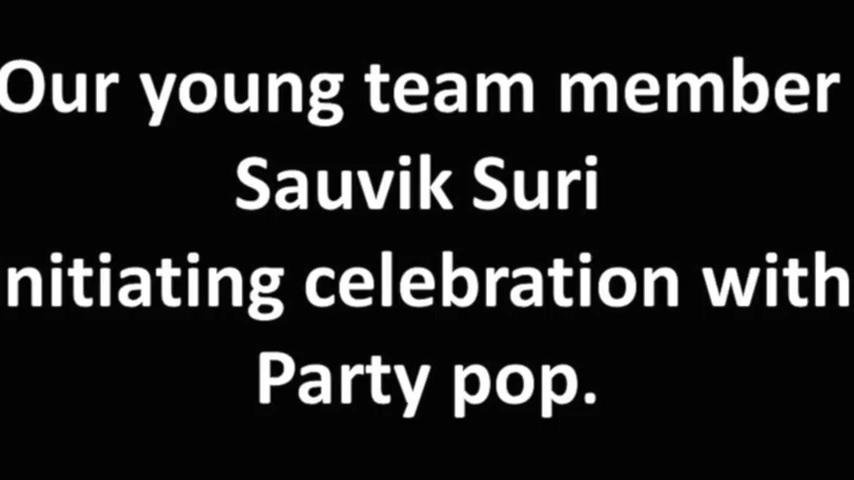 Our young team member
Sauvik Suri
nitiating celebration with
Party pop.